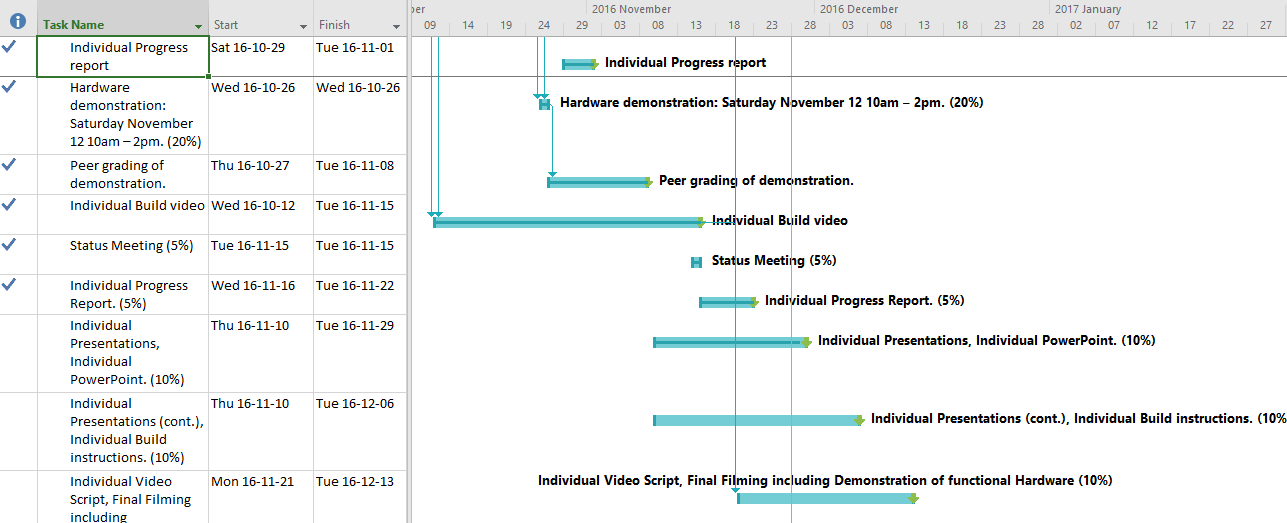 ber 2016 November 2016 December 2017 January
Task Name Start Finish 09 14 19 24 29 03 08 13 18 23 28 03 08 13 18 23 28 02 07 12 17 22 27
Individual Progress Sat 16-10-29 Tue 16-11-01
report
Individual Progress report
Hardware Wed 16-10-26 Wed 16-10-26
demonstration:
Saturday November
12 10am – 2pm. (20%)
Hardware demonstration: Saturday November 12 10am – 2pm. (20%)
Peer grading of Thu 16-10-27 Tue 16-11-08
demonstration.
Peer grading of demonstration.
Individual Build video Wed 16-10-12 Tue 16-11-15
Individual Build video
Status Meeting (5%) Tue 16-11-15 Tue 16-11-15
Status Meeting (5%)
Individual Progress Wed 16-11-16 Tue 16-11-22
Report. (5%)
Individual Progress Report. (5%)
Individual Thu 16-11-10 Tue 16-11-29
Presentations,
Individual
PowerPoint. (10%)
Individual Presentations, Individual PowerPoint. (10%)
Individual Thu 16-11-10 Tue 16-12-06
Presentations (cont.),
Individual Build
instructions. (10%)
Individual Presentations (cont.), Individual Build instructions. (10%
Individual Video Mon 16-11-21 Tue 16-12-13
Script, Final Filming
including
Individual Video Script, Final Filming including Demonstration of functional Hardware (10%)